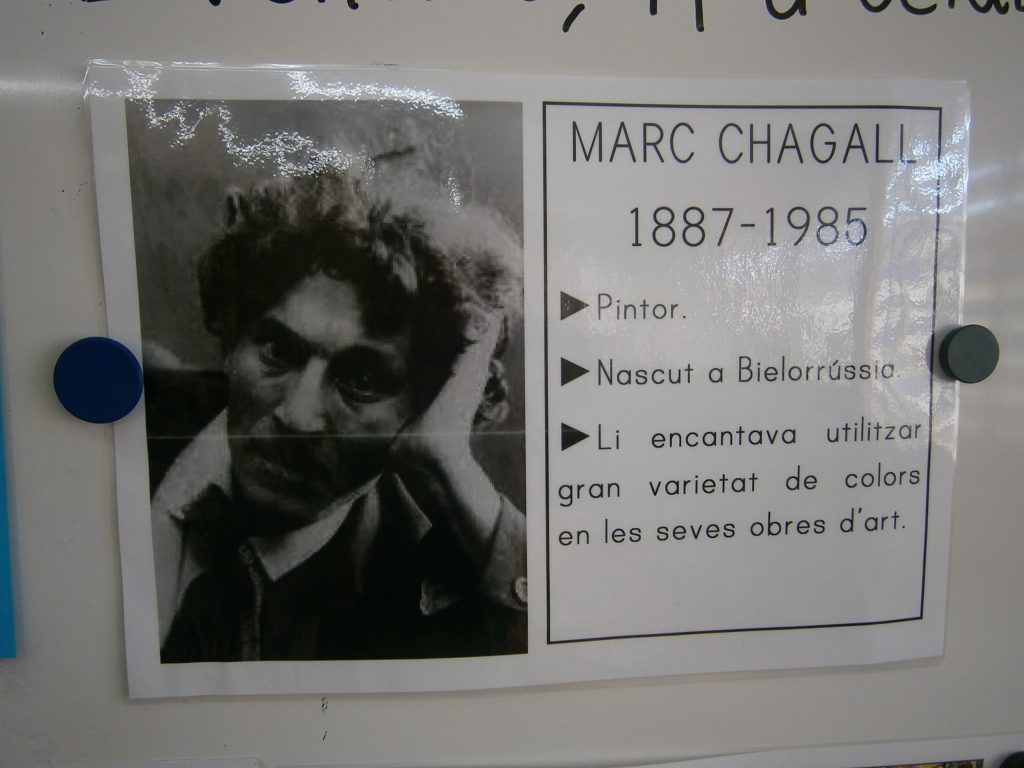 MARC CHAGALL
1887-1985
▶Pintor.
▶Nascut a Bielorrússia.
▶Li encantava utilitzar
gran varietat de colors
en les seves obres d'art.